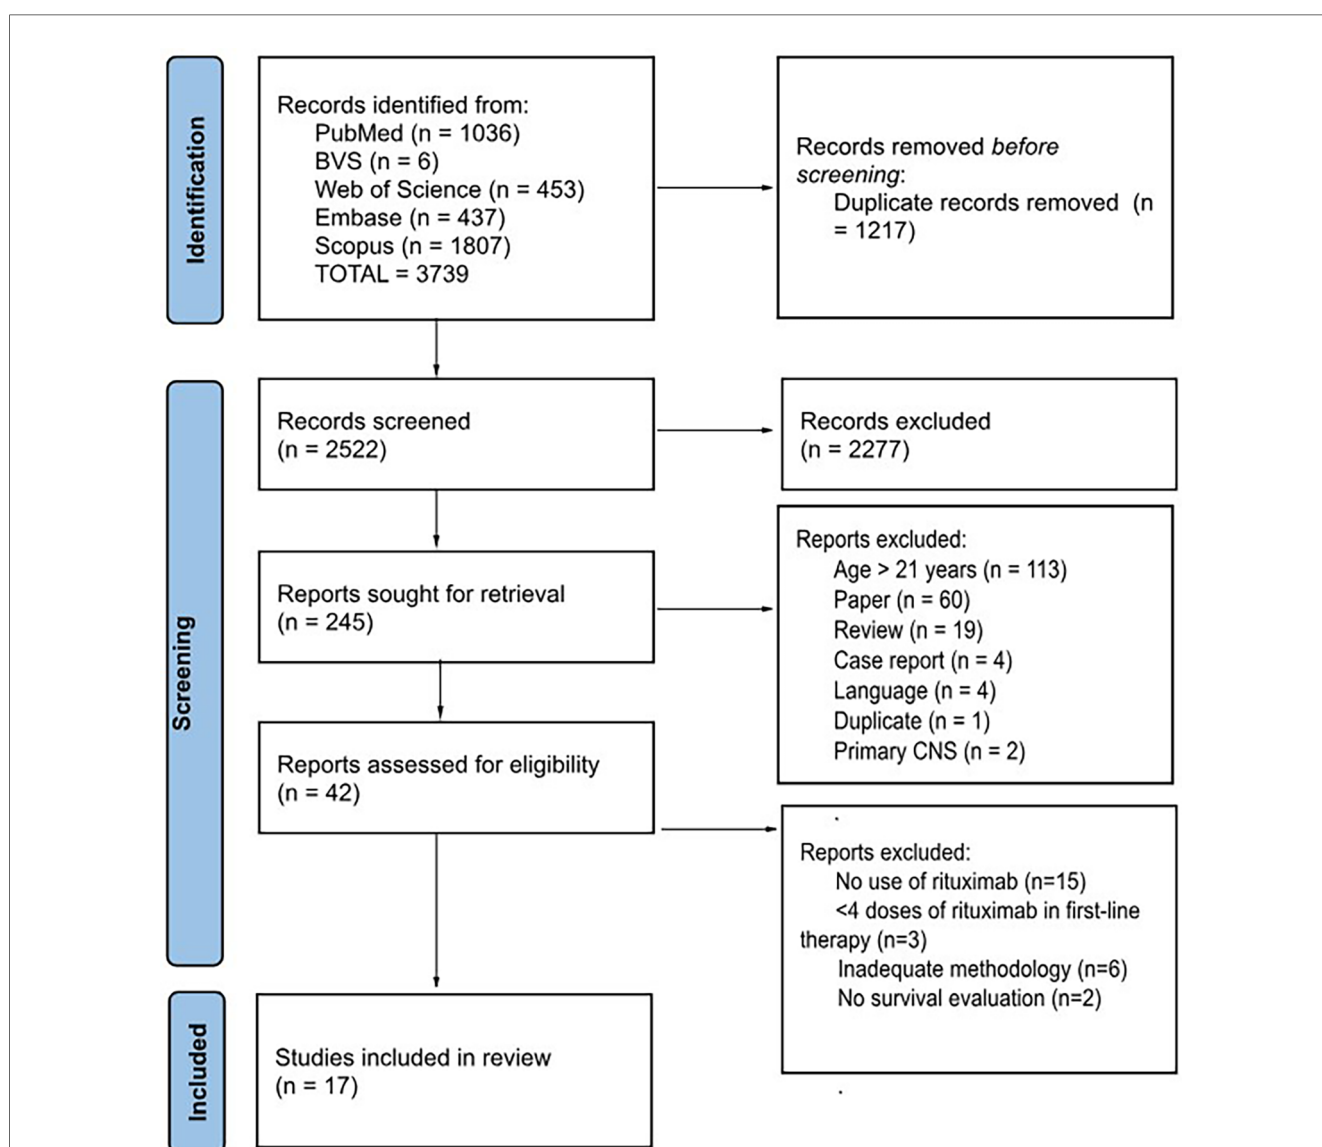 Identification
Records identified from:
PubMed (n = 1036)
BVS (n = 6)
Web of Science (n = 453)
Embase (n = 437)
Scopus (n = 1807)
TOTAL = 3739
Records removed before
screening:
Duplicate records removed (n
= 1217)
Screening
Records screened
(n = 2522)
Records excluded
(n = 2277)
Reports sought for retrieval
(n = 245)
Reports excluded:
Age > 21 years (n = 113)
Paper (n = 60)
Review (n = 19)
Case report (n = 4)
Language (n = 4)
Duplicate (n = 1)
Primary CNS (n = 2)
Reports assessed for eligibility
(n = 42)
Reports excluded:
No use of rituximab (n=15)
<4 doses of rituximab in first-line
therapy (n=3)
Inadequate methodology (n=6)
No survival evaluation (n=2)
Included
Studies included in review
(n = 17)